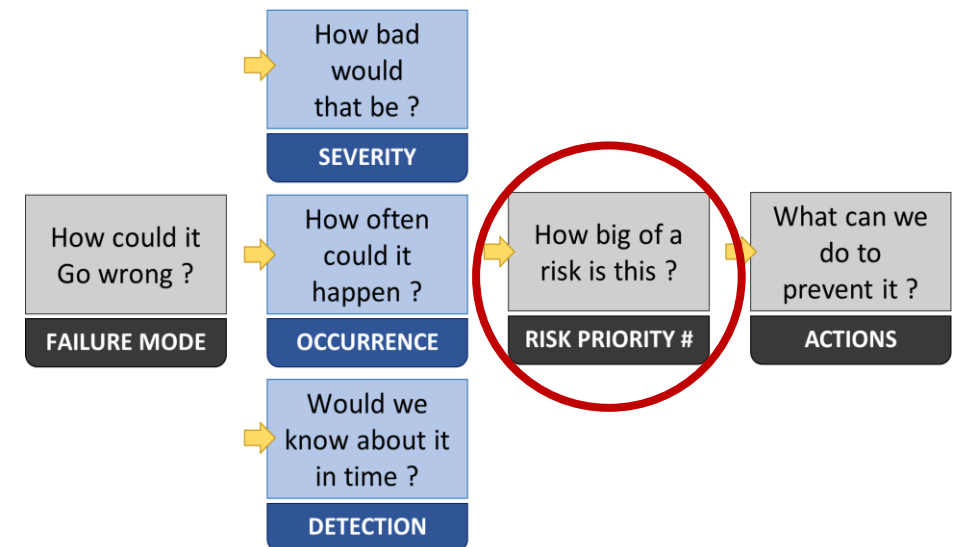 How could it
Go wrong ?
FAILURE MODE
How bad
would
that be ?
SEVERITY
How often
could it
happen ?
OCCURRENCE
Would we
know about it
in time ?
DETECTION
How big of a
risk is this ?
RISK PRIORITY #
What can we
do to
prevent it ?
ACTIONS